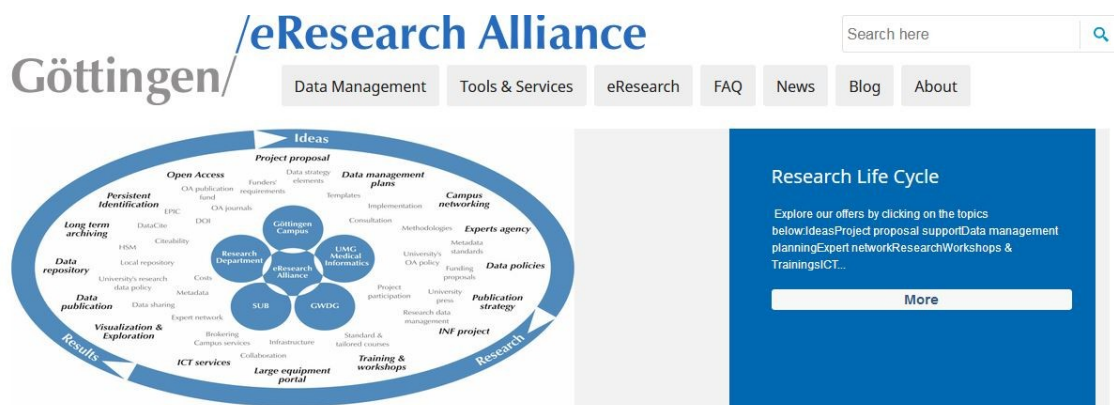 /eResearch Alliance
Göttingen/
Search here
Data Management
Tools & Services
eResearch
FAQ
News
Blog
About
Ideas
Project proposal
Open Access
Funders'
requirements
Data strategy
elements
Data management
plans
Persistent
Identification
OA publication
fund
Templates
Campus
networking
EPIC
OA journals
Implementation
Long term
archiving
DataCite
DOI
Göttingen
Campus
Consultation
Methodologies
Experts agency
HSM
Citeability
Research
Department
UMG
Medical
Informatics
Metadata
standards
Data
repository
Local repository
eResearch
Alliance
University's
OA policy
Funding
proposals
Data policies
University's research
data policy
Costs
Data
publication
Data sharing
Metadata
SUB
GWDG
Project
participation
University
press
Publication
strategy
Expert network
Research data
management
Visualization &
Exploration
Brokering
Campus services
Infrastructure
Standard &
tailored courses
INF project
Results
Research
ICT services
Collaboration
Large equipment
portal
Training &
workshops
Research Life Cycle
Explore our offers by clicking on the topics
below:IdeasProject proposal supportData management
planningExpert networkResearchWorkshops &
TrainingsICT...
More